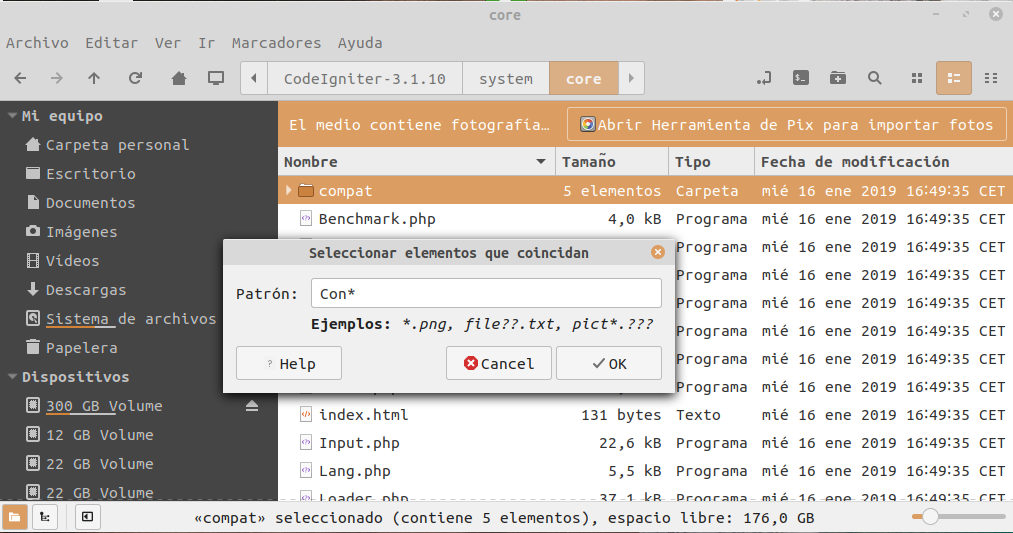 core
Archivo Editar Ver Ir Marcadores Ayuda
CodeIgniter-3.1.10 system core
Mi equipo
Carpeta personal
Escritorio
Documentos
Imágenes
Videos
Descargas
Sistema de archivos
Papelera
Dispositivos
300 GB Volume
12 GB Volume
22 GB Volume
22 GB Volume
El medio contiene fotografía… Abrir Herramienta de Pix para importar fotos
Nombre Tamaño Tipo Fecha de modificación
compat 5 elementos Carpeta mié 16 ene 2019 16:49:35 CET
Benchmark.php 4,0 kB Programa mié 16 ene 2019 16:49:35 CET
Programa mié 16 ene 2019 16:49:35 CET
Programa mié 16 ene 2019 16:49:35 CET
Programa mié 16 ene 2019 16:49:35 CET
Programa mié 16 ene 2019 16:49:35 CET
Programa mié 16 ene 2019 16:49:35 CET
Programa mié 16 ene 2019 16:49:35 CET
index.html 131 bytes Texto mié 16 ene 2019 16:49:35 CET
Input.php 22,6 kB Programa mié 16 ene 2019 16:49:35 CET
Lang.php 5,5 kB Programa mié 16 ene 2019 16:49:35 CET
Loader.php 37,1 kB Programa mié 16 ene 2019 16:49:35 CET
Seleccionar elementos que coincidan
Patrón: Con*
Ejemplos: *.png, file??.txt, pict*.???
? Help Cancel OK
«compat» seleccionado (contiene 5 elementos), espacio libre: 176,0 GB